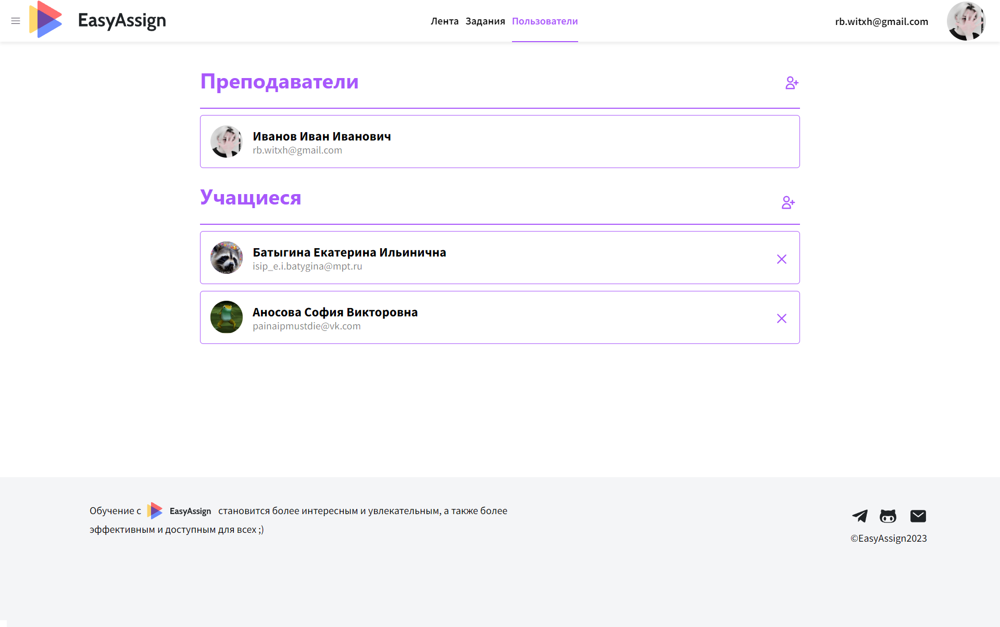 EasyAssign
Лента Задания Пользователи
rb.witxh@gmail.com
Преподаватели
Иванов Иван Иванович
rb.witxh@gmail.com
Учащиеся
Батыгина Екатерина Ильинична
isip_e.i.batygina@mpt.ru
Аносова София Викторовна
painaipmustdie@vk.com
Обучение с EasyAssign становится более интересным и увлекательным, а также более
эффективным и доступным для всех ;)
©EasyAssign2023